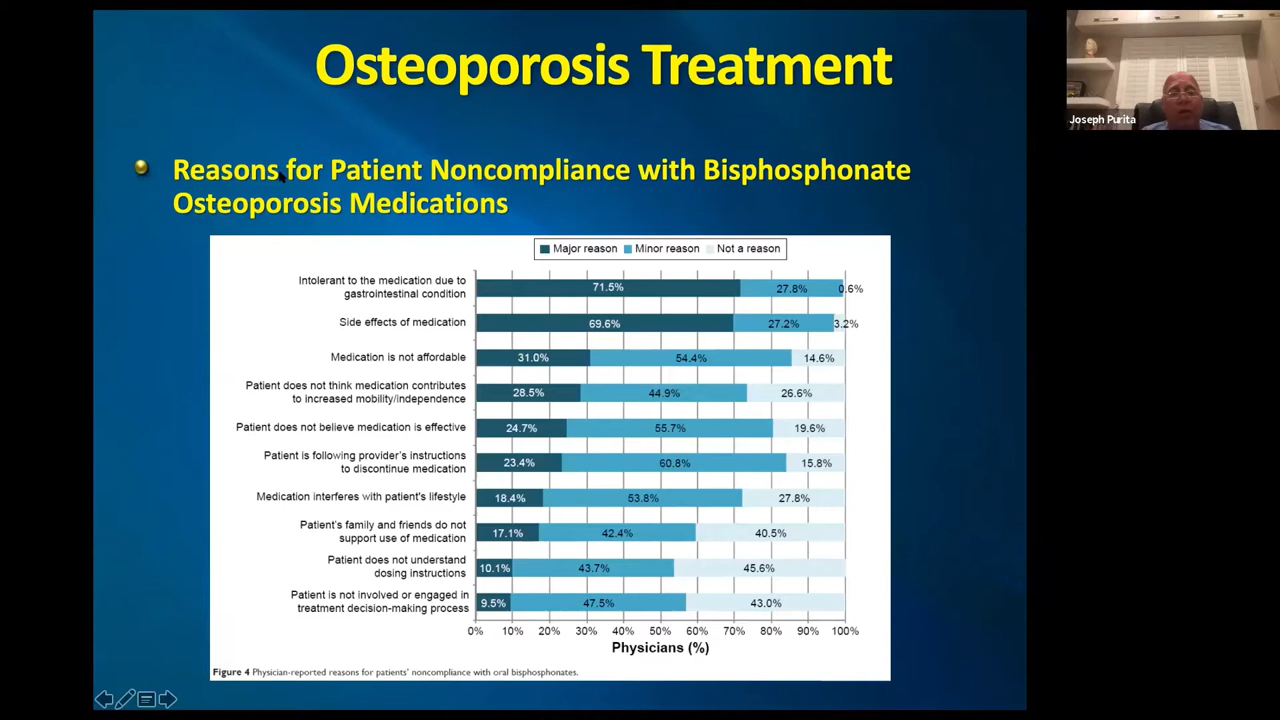 Osteoporosis Treatment
Joseph Purita
Reasons for Patient Noncompliance with Bisphosphonate
Osteoporosis Medications
Major reason Minor reason Not a reason
Intolerant to the medication due to
gastrointestinal condition
71.5% 27.8% 0.6%
Side effects of medication
69.6% 27.2% 3.2%
Medication is not affordable
31.0% 54.4% 14.6%
Patient does not think medication contributes
to increased mobility/independence
28.5% 44.9% 26.6%
Patient does not believe medication is effective
24.7% 55.7% 19.6%
Patient is following provider's instructions
to discontinue medication
23.4% 60.8% 15.8%
Medication interferes with patient's lifestyle
18.4% 53.8% 27.8%
Patient's family and friends do not
support use of medication
17.1% 42.4% 40.5%
Patient does not understand
dosing instructions
10.1% 43.7% 45.6%
Patient is not involved or engaged in
treatment decision-making process
9.5% 47.5% 43.0%
0% 10% 20% 30% 40% 50% 60% 70% 80% 90% 100%
Physicians (%)
Figure 4 Physician-reported reasons for patients' noncompliance with oral bisphosphonates.